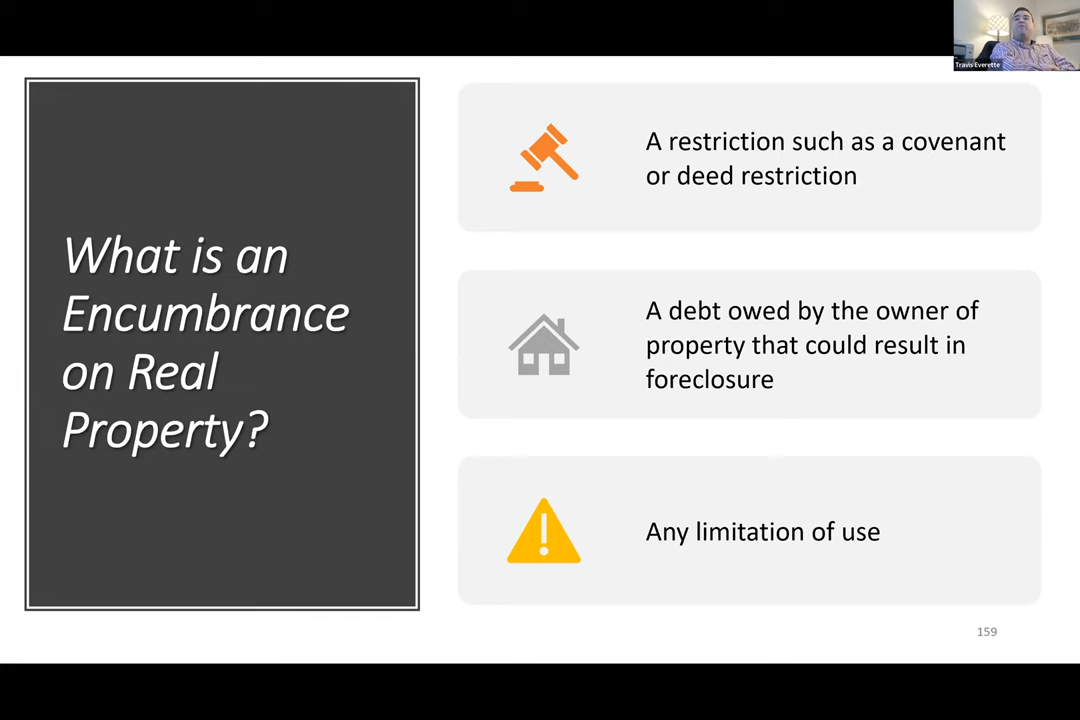 Travis Everette
What is an
Encumbrance
on Real
Property?
A restriction such as a covenant
or deed restriction
A debt owed by the owner of
property that could result in
foreclosure
Any limitation of use
159